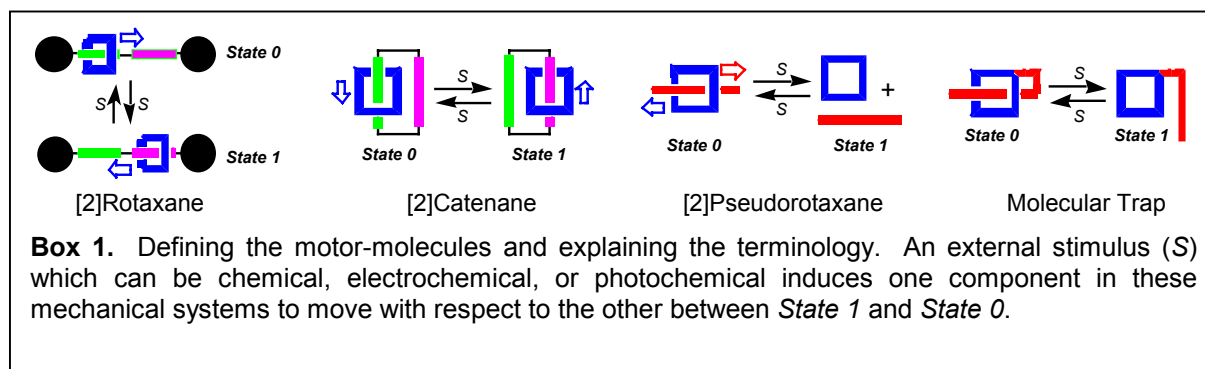 State 0
S S
State 1
[2]Rotaxane
S
S
State 0 State 1
[2]Catenane
S
S
+
State 0 State 1
[2]Pseudorotaxane
S
S
State 0 State 1
Molecular Trap
Box 1. Defining the motor-molecules and explaining the terminology. An external stimulus (S)
which can be chemical, electrochemical, or photochemical induces one component in these
mechanical systems to move with respect to the other between State 1 and State 0.